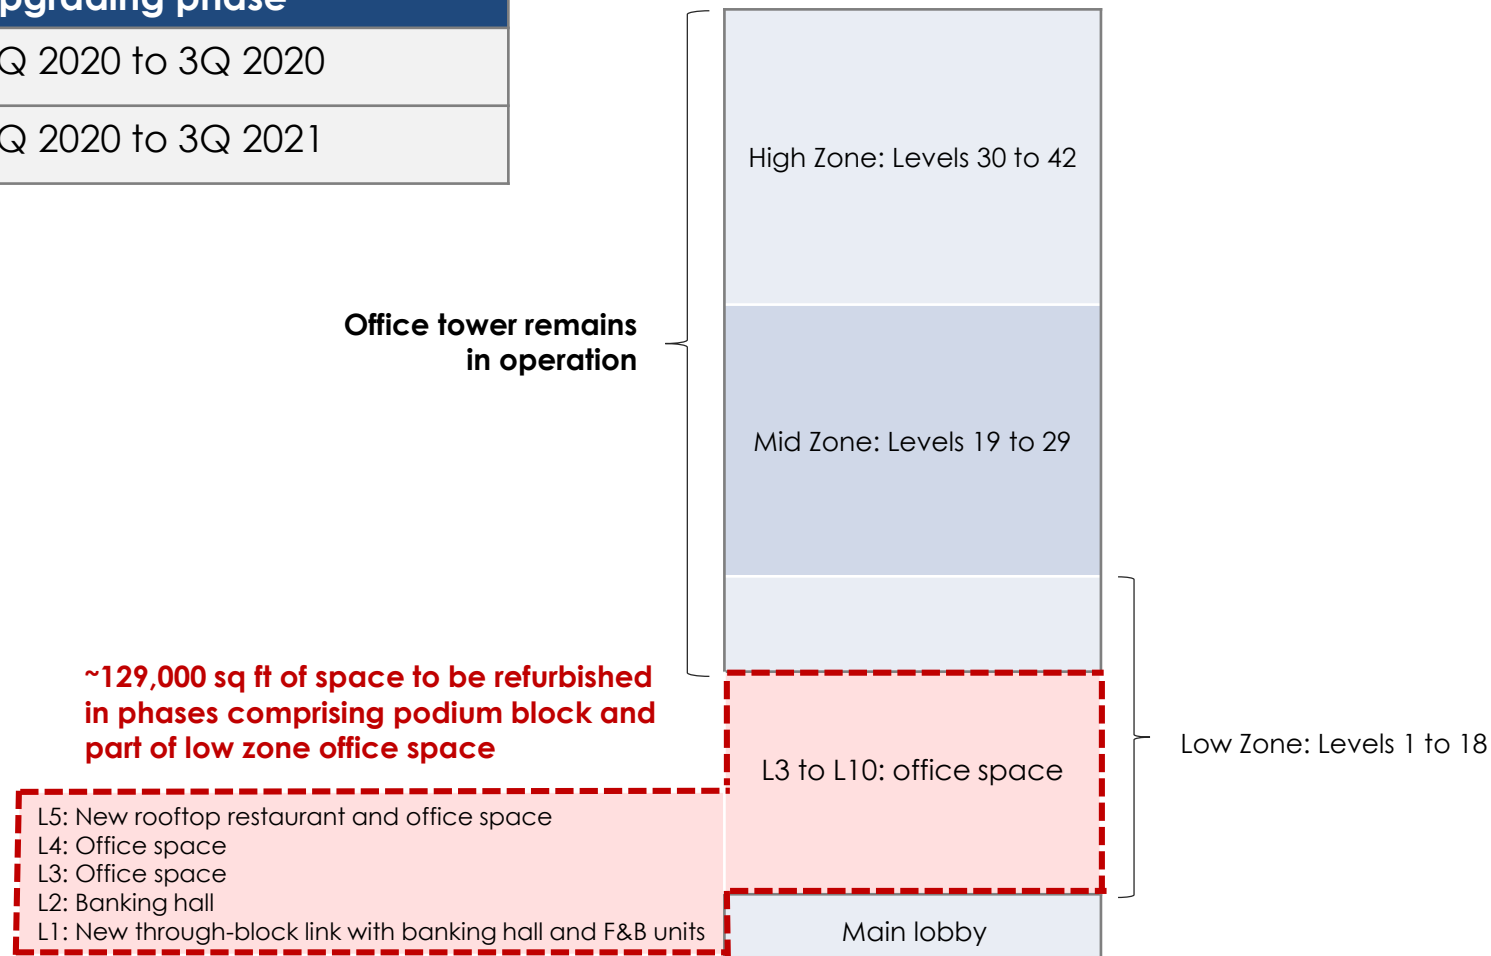 Q 2020 to 3Q 2020
Q 2020 to 3Q 2021
High Zone: Levels 30 to 42
Office tower remains
in operation
Mid Zone: Levels 19 to 29
~129,000 sq ft of space to be refurbished
in phases comprising podium block and
part of low zone office space
Low Zone: Levels 1 to 18
L3 to L10: office space
L5: New rooftop restaurant and office space
L4: Office space
L3: Office space
L2: Banking hall
L1: New through-block link with banking hall and F&B units
Main lobby